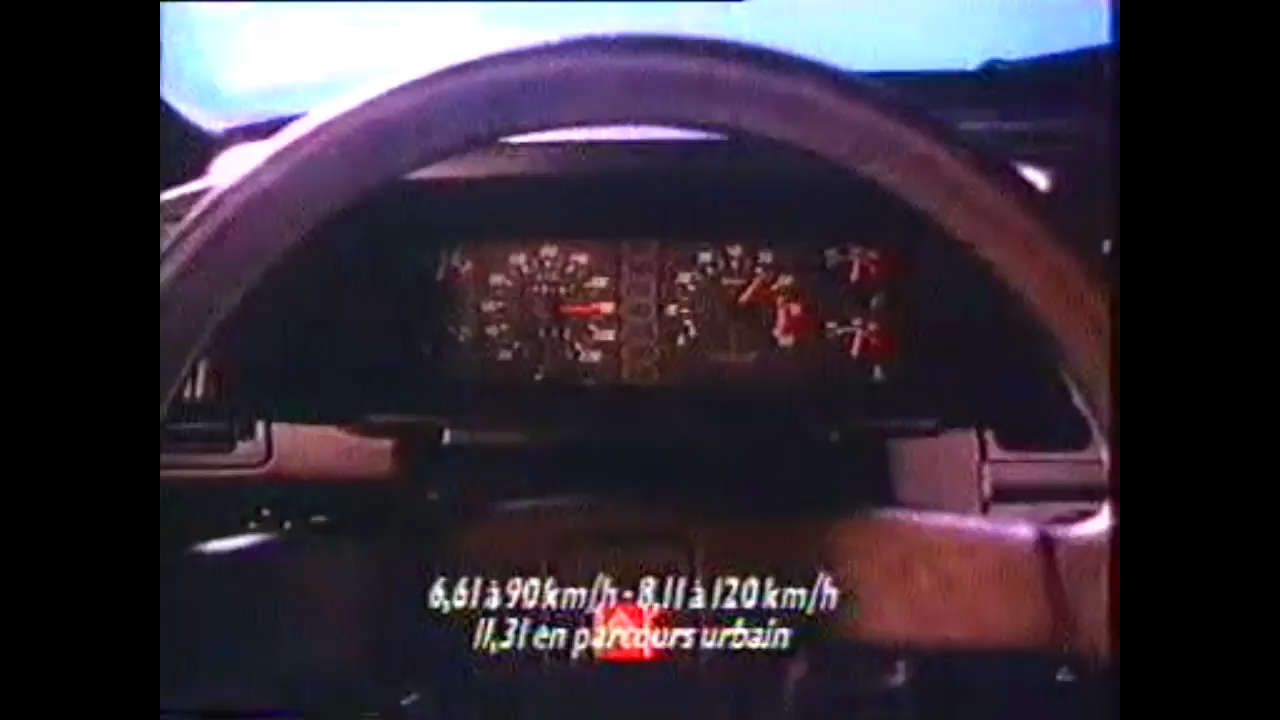 6,6l à 90 km/h - 8,1l à 120 km/h
11,3l en parcours urbain